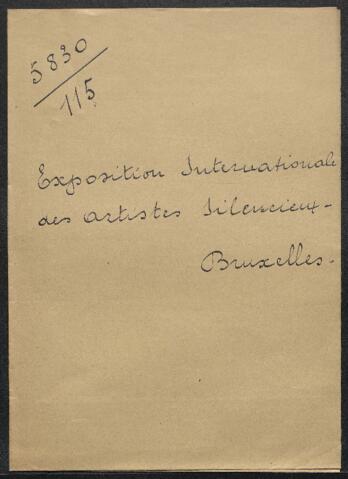 5830
115
Exposition Internationale
des artistes silencieux -
Bruxelles.